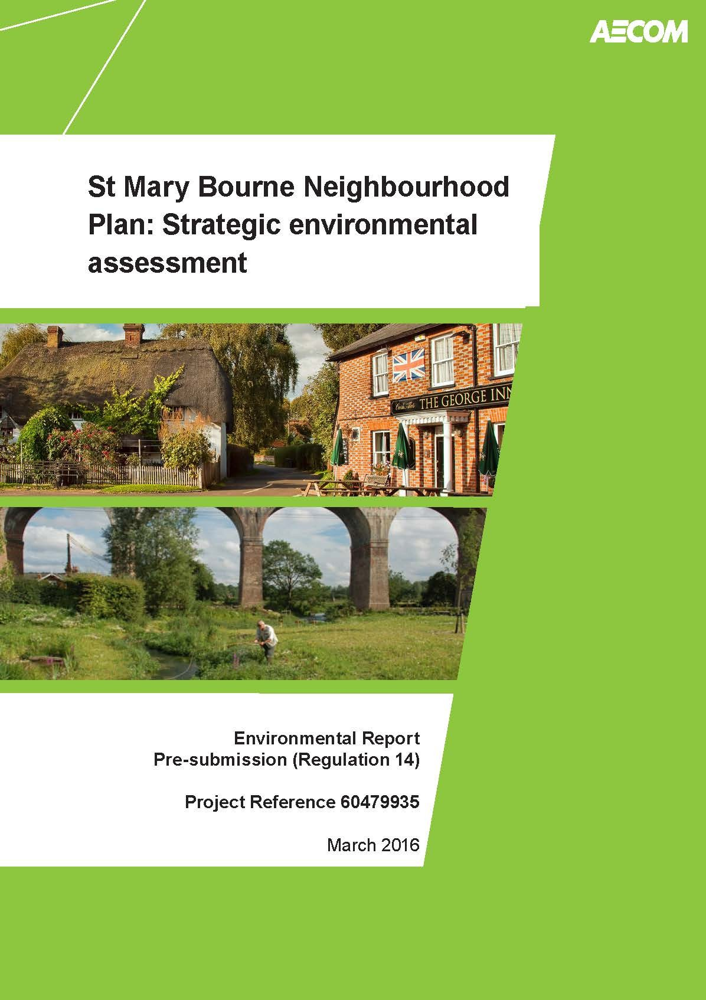 AECOM
St Mary Bourne Neighbourhood
Plan: Strategic environmental
assessment
Cask Ales THE GEORGE INN
Environmental Report
Pre-submission (Regulation 14)
Project Reference 60479935
March 2016